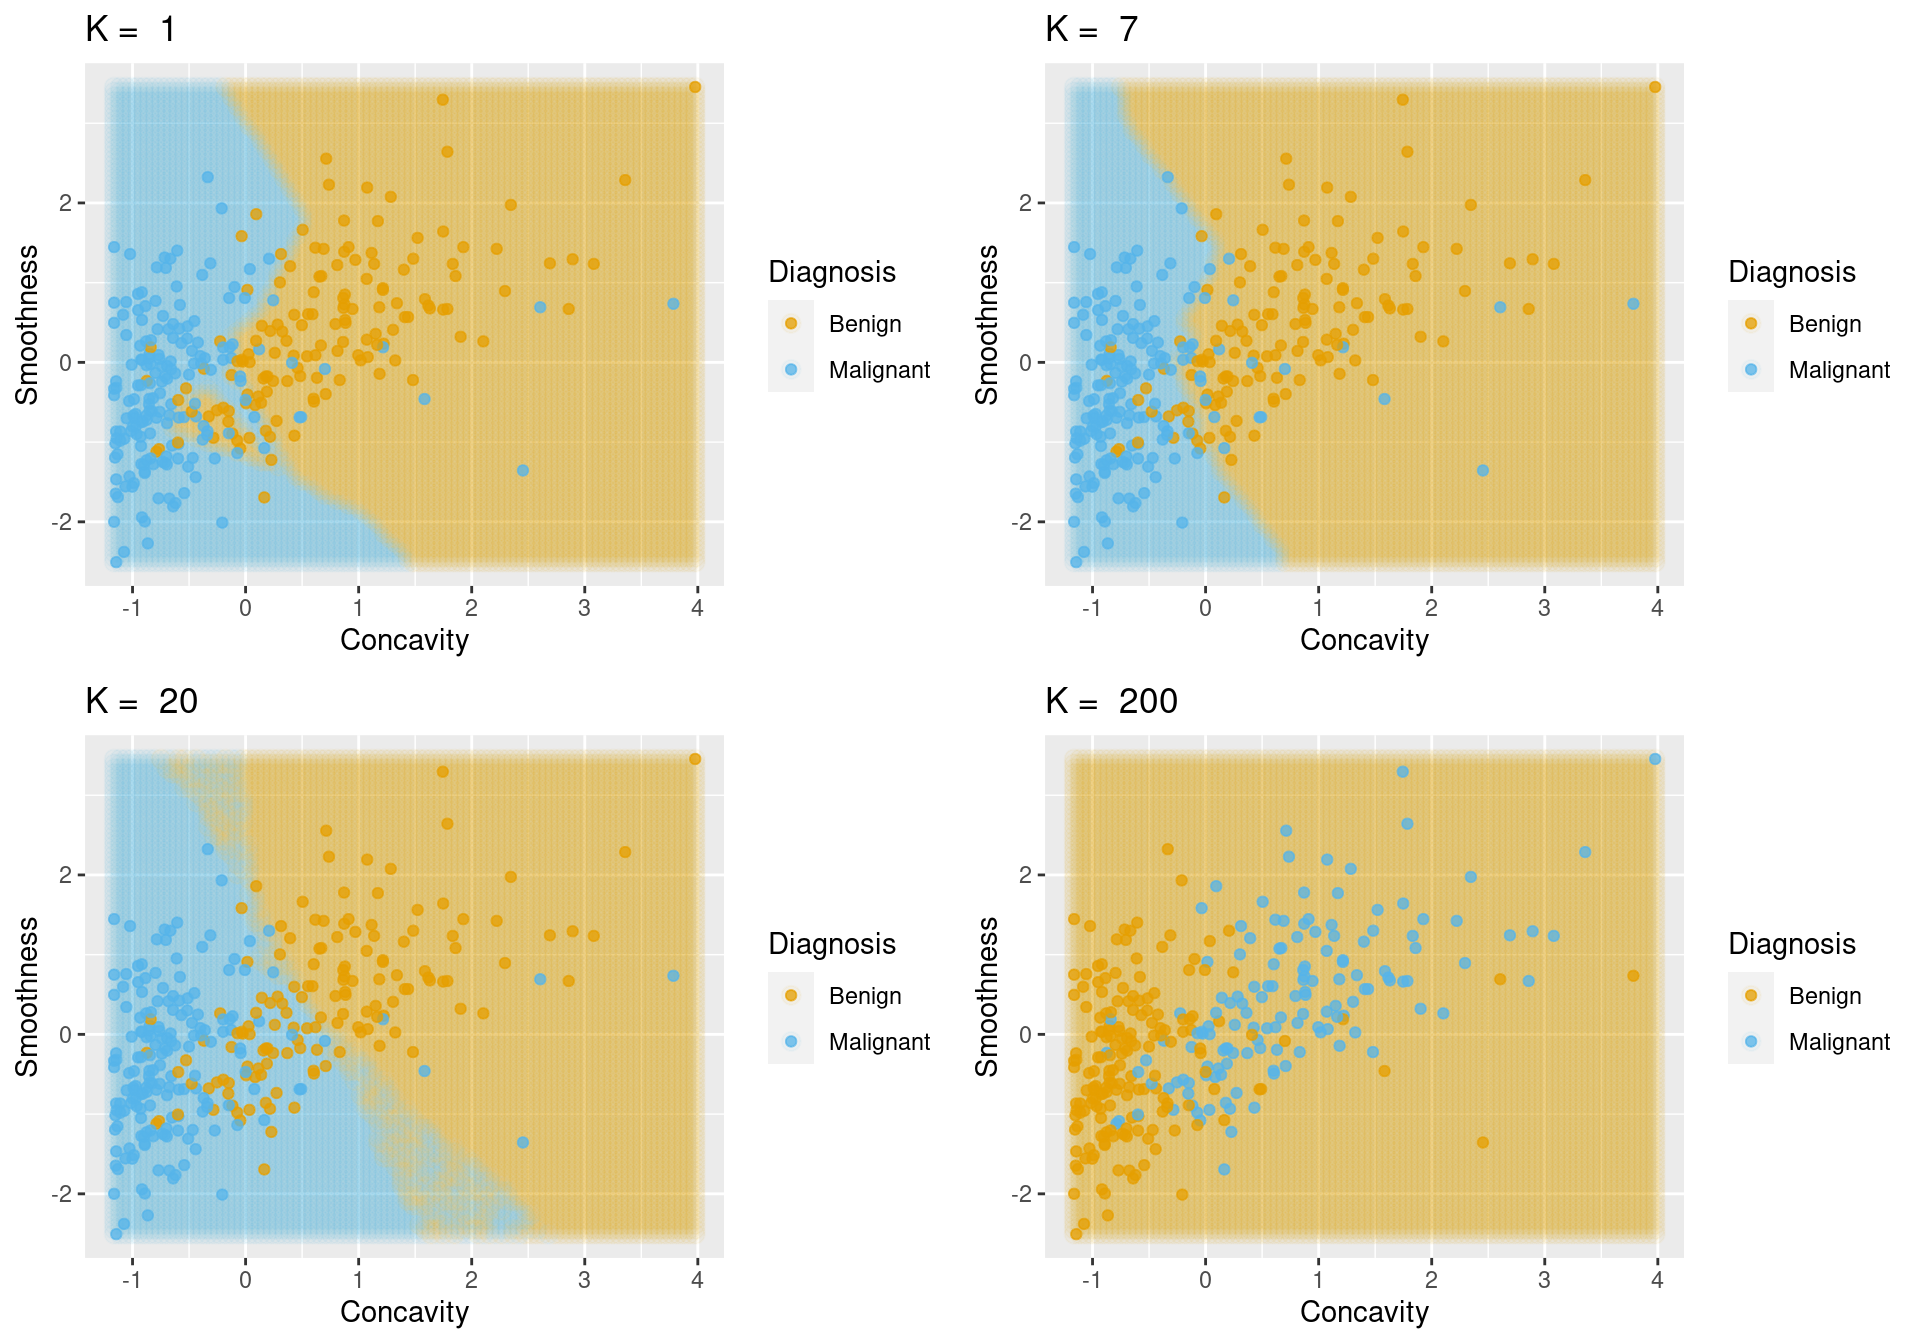 K = 1
2
0
-2
-1 0 1 2 3 4
Concavity
Smoothness
Diagnosis
Benign
Malignant
K = 7
2
0
-2
-1 0 1 2 3 4
Concavity
Smoothness
Diagnosis
Benign
Malignant
K = 20
2
0
-2
-1 0 1 2 3 4
Concavity
Smoothness
Diagnosis
Benign
Malignant
K = 200
2
0
-2
-1 0 1 2 3 4
Concavity
Smoothness
Diagnosis
Benign
Malignant